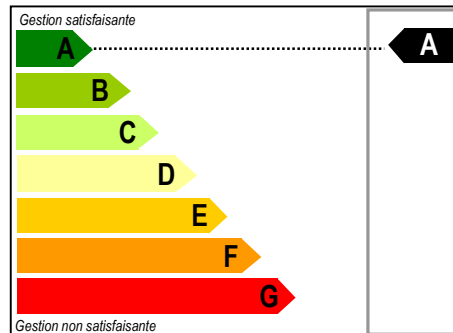 Gestion satisfaisante
A A
B
C
D
E
F
G
Gestion non satisfaisante